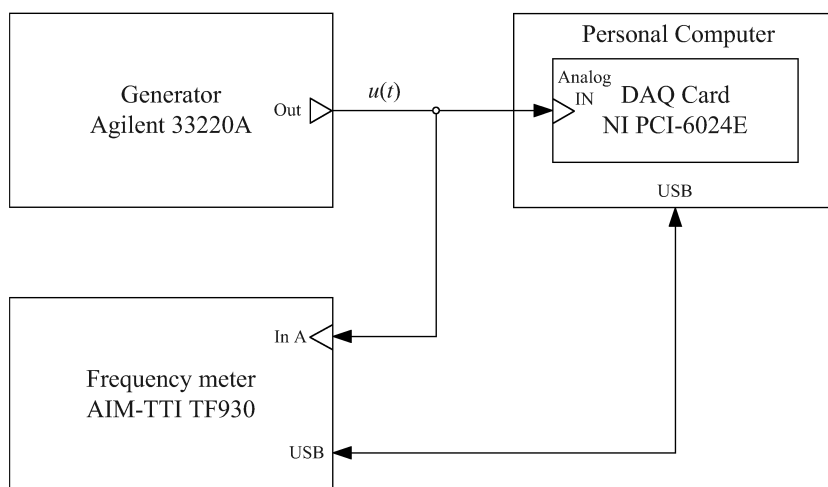 Generator
Agilent 33220A
Out
u(t)
Personal Computer
Analog
IN
DAQ Card
NI PCI-6024E
USB
In A
Frequency meter
AIM-TTI TF930
USB